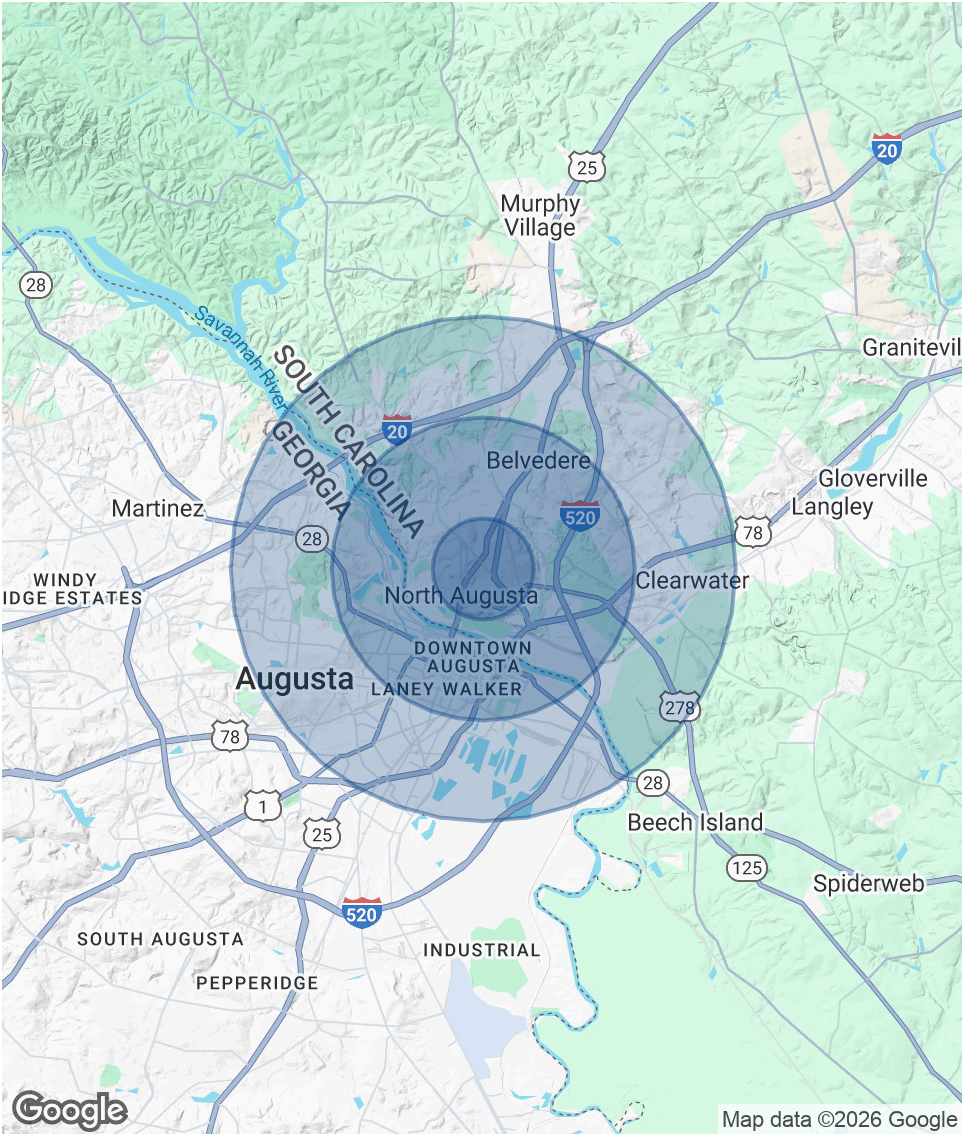 20
25
Murphy
Village
28
Savannah River
SOUTH CAROLINA
GEORGIA
Granitevil
20
Belvedere
Gloverville
Langley
Martinez
520
78
28
WINDY
IDGE ESTATES
Clearwater
North Augusta
DOWNTOWN
AUGUSTA
Augusta
LANEY WALKER
278
78
28
1
25
Beech Island
125
Spiderweb
520
SOUTH AUGUSTA
INDUSTRIAL
PEPPERIDGE
Google
Map data ©2026 Google